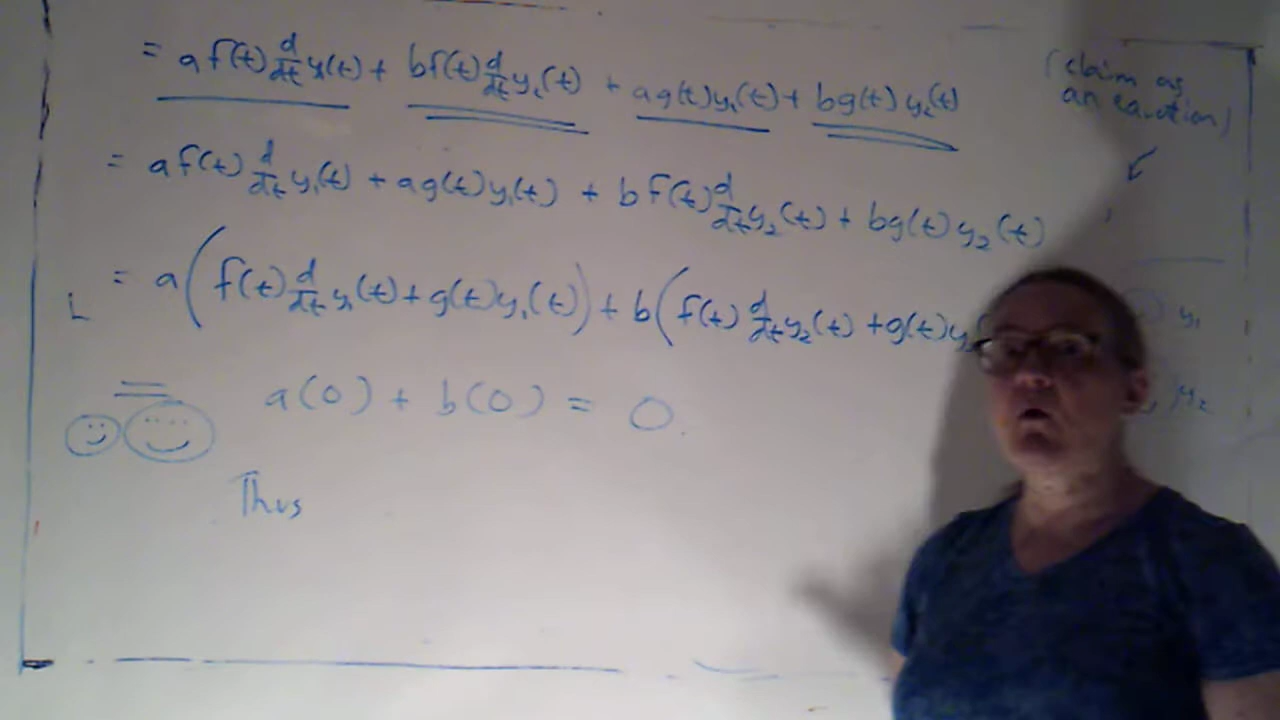 = a f(t) d/dt y₁(t) + b f(t) d/dt y₂(t) + a g(t) y₁(t) + b g(t) y₂(t)
(claim as
an equation)
= a f(t) d/dt y₁(t) + a g(t) y₁(t) + b f(t) d/dt y₂(t) + b g(t) y₂(t)
= a ( f(t) d/dt y₁(t) + g(t) y₁(t) ) + b ( f(t) d/dt y₂(t) + g(t) y₂
y₁
L
= a(0) + b(0) = 0.
y₂
Thus